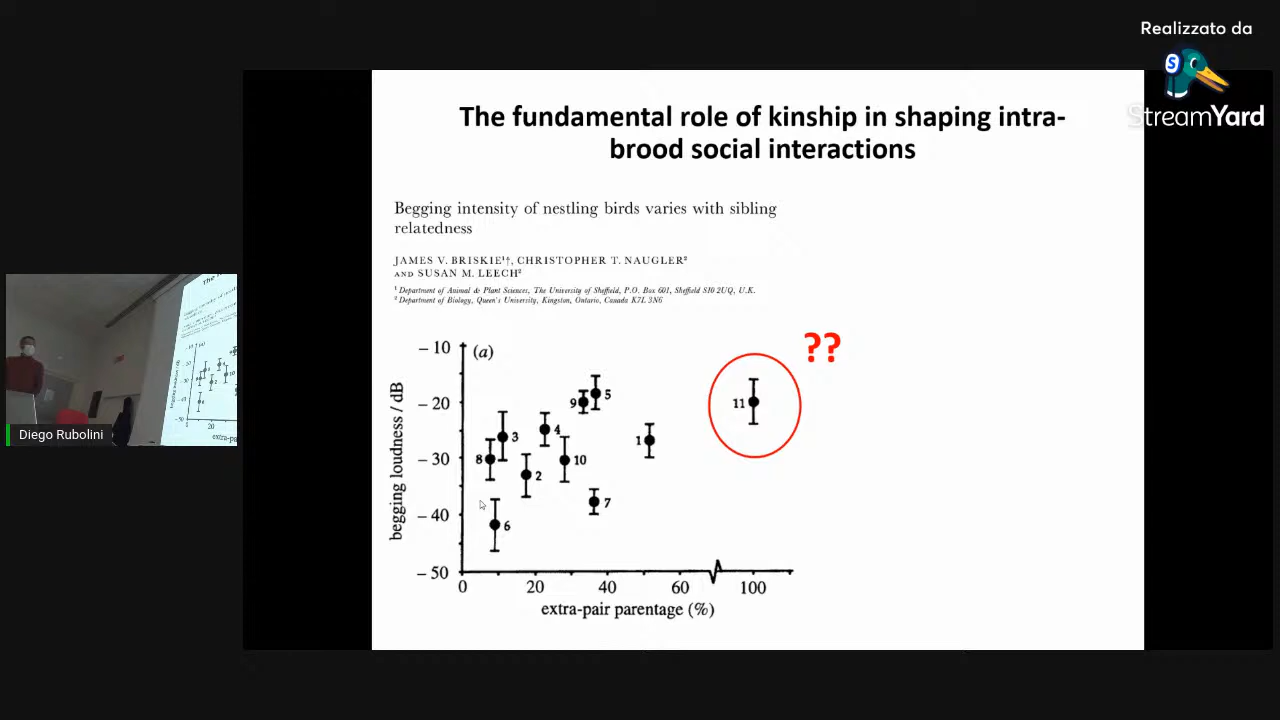 Realizzato da
StreamYard
The fundamental role of kinship in shaping intra-
brood social interactions
Begging intensity of nestling birds varies with sibling
relatedness
JAMES V. BRISKIE¹†, CHRISTOPHER T. NAUGLER²
AND SUSAN M. LEECH²
¹ Department of Animal & Plant Sciences, The University of Sheffield, P.O. Box 601, Sheffield S10 2UQ, U.K.
² Department of Biology, Queen's University, Kingston, Ontario, Canada K7L 3N6
??
(a)
begging loudness / dB
– 10
– 20
– 30
– 40
– 50
9
5
11
3
4
1
8
10
2
7
6
0
20
40
60
100
extra-pair parentage (%)
Diego Rubolini